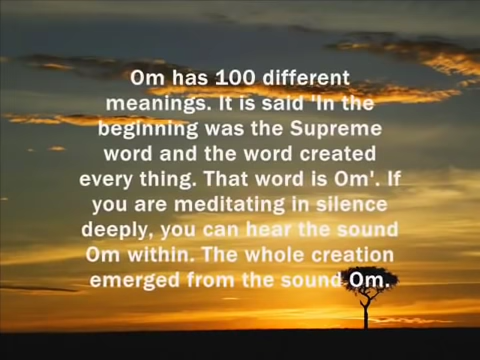 Om has 100 different
meanings. It is said 'In the
beginning was the Supreme
word and the word created
every thing. That word is Om'. If
you are meditating in silence
deeply, you can hear the sound
Om within. The whole creation
emerged from the sound Om.